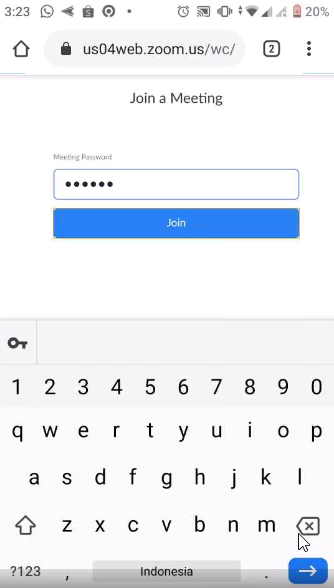 3:23 20%
us04web.zoom.us/wc/ 2
Join a Meeting
Meeting Password
••••••
Join
1 2 3 4 5 6 7 8 9 0
q w e r t y u i o p
a s d f g h j k l
z x c v b n m
?123 , Indonesia .